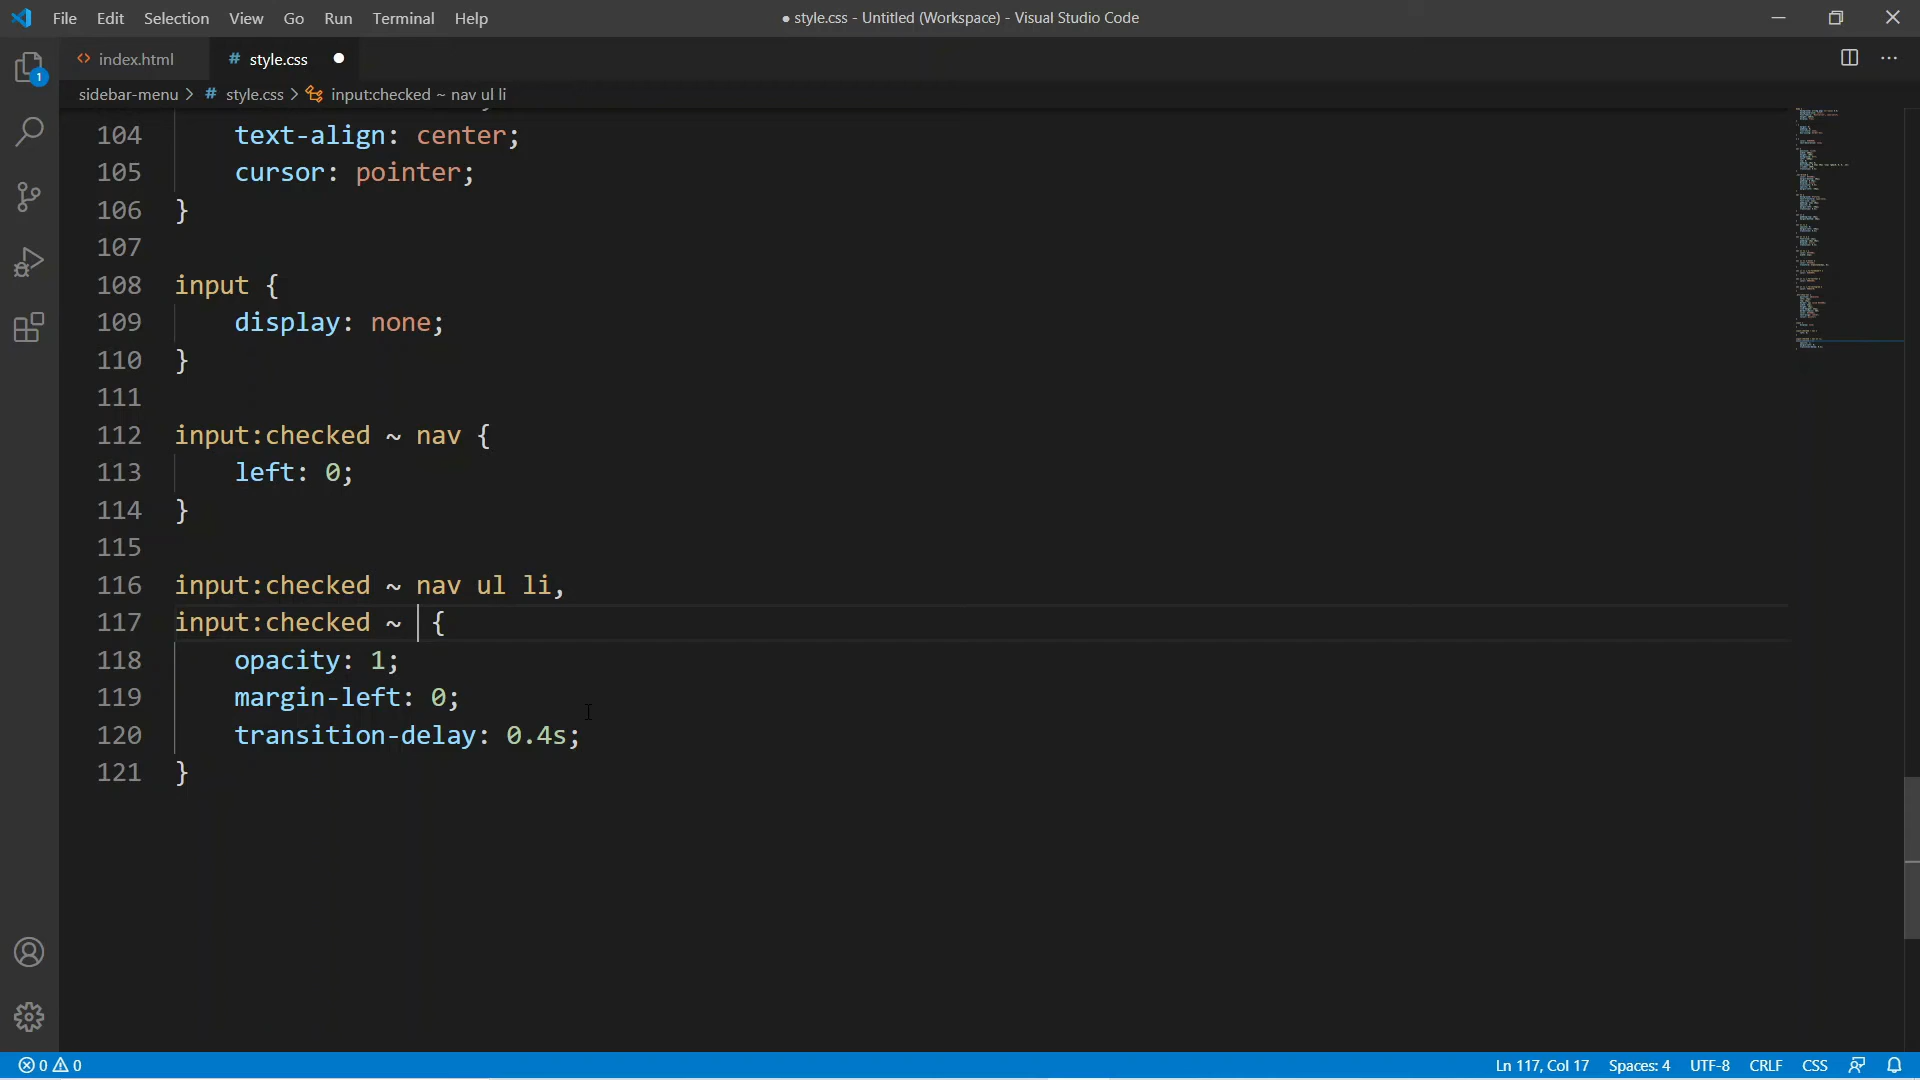 File Edit Selection View Go Run Terminal Help
● style.css - Untitled (Workspace) - Visual Studio Code
1
<> index.html
# style.css ●
sidebar-menu > # style.css > input:checked ~ nav ul li
104 text-align: center;
105 cursor: pointer;
106 }
107
108 input {
109 display: none;
110 }
111
112 input:checked ~ nav {
113 left: 0;
114 }
115
116 input:checked ~ nav ul li,
117 input:checked ~ {
118 opacity: 1;
119 margin-left: 0;
120 transition-delay: 0.4s;
121 }
0 0
Ln 117, Col 17 Spaces: 4 UTF-8 CRLF CSS